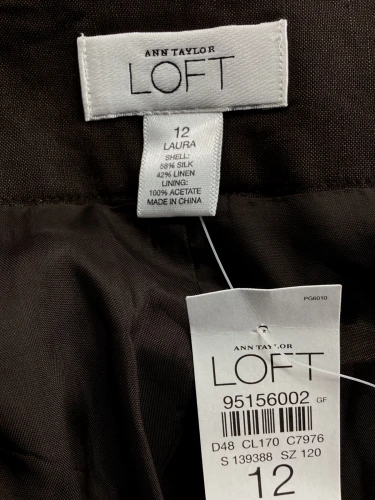 ANN TAYLOR
LOFT
12
LAURA
SHELL:
58% SILK
42% LINEN
LINING:
100% ACETATE
MADE IN CHINA
PG6010
ANN TAYLOR
LOFT
95156002 GF
D48 CL170 C7976
S 139388 SZ 120
12